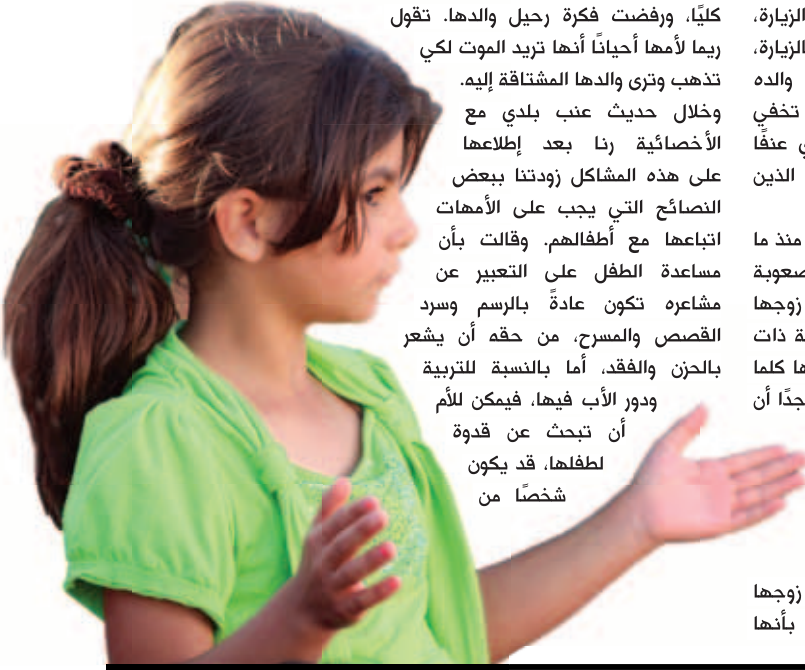 الزيارة،
الزيارة،
والده
تخفي
عنفًا
الذين
منذ ما
صعوبة
زوجها
ذات
كلما
جدًا أن
زوجها
بأنها
كليًا، ورفضت فكرة رحيل والدها. تقول
ربما لأمها أحيانًا أنها تريد الموت لكي
تذهب وترى والدها المشتاقة إليه.
وخلال حديث عنب بلدي مع
الأخصائية رنا بعد إطلاعها
على هذه المشاكل زودتنا ببعض
النصائح التي يجب على الأمهات
اتباعها مع أطفالهم. وقالت بأن
مساعدة الطفل على التعبير عن
مشاعره تكون عادةً بالرسم وسرد
القصص والمسرح، من حقه أن يشعر
بالحزن والفقد، أما بالنسبة للتربية
ودور الأب فيها، فيمكن للأم
أن تبحث عن قدوة
لطفلها، قد يكون
شخصًا من